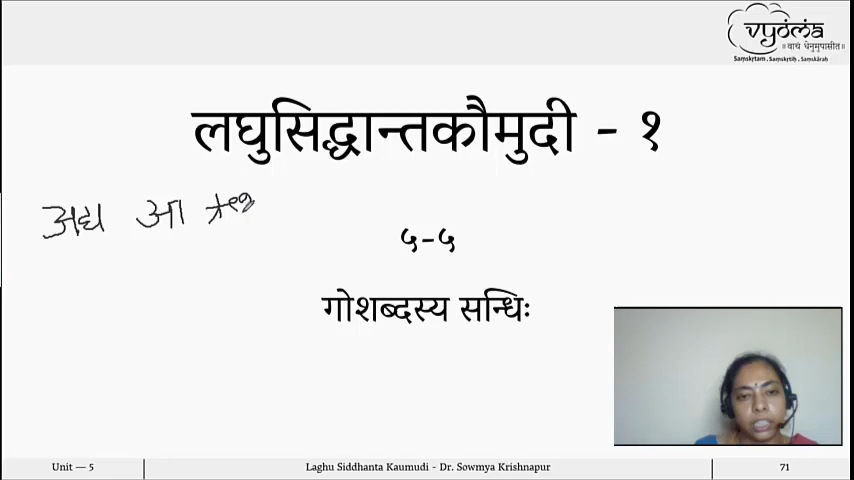 vyoma
॥ वाचं धेनुमुपासीत॥
Saṃskṛtam . Saṃskṛtiḥ . Saṃskāraḥ
लघुसिद्धान्तकौमुदी - १
आ
५-५
गोशब्दस्य सन्धिः
Unit — 5
Laghu Siddhanta Kaumudi - Dr. Sowmya Krishnapur
71